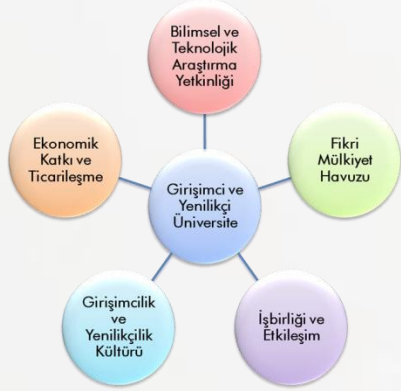 Bilimsel ve
Teknolojik
Araştırma
Yetkinliği
Ekonomik
Katkı ve
Ticarileşme
Fikri
Mülkiyet
Havuzu
Girişimci ve
Yenilikçi
Üniversite
Girişimcilik
ve
Yenilikçilik
Kültürü
İşbirliği ve
Etkileşim